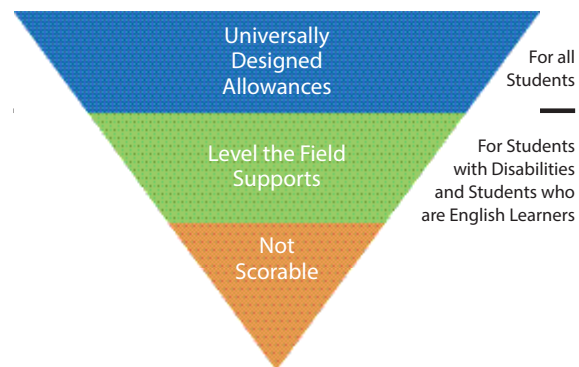 Universally
Designed
Allowances
For all
Students
Level the Field
Supports
For Students
with Disabilities
and Students who
are English Learners
Not
Scorable